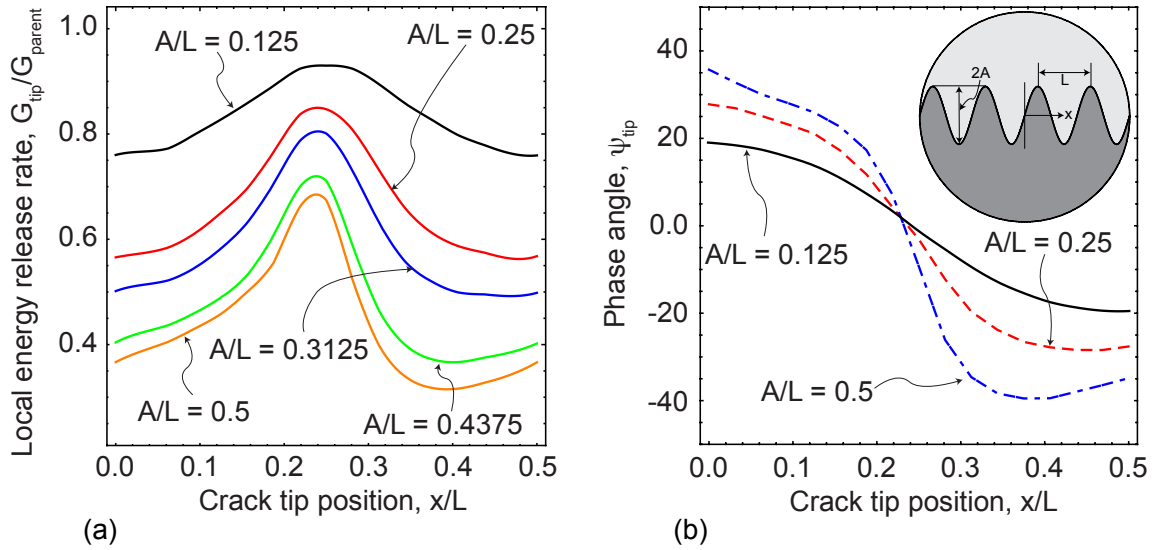 Local energy release rate, G_tip/G_parent
1.0
0.8
0.6
0.4
A/L = 0.125
A/L = 0.25
A/L = 0.3125
A/L = 0.5
A/L = 0.4375
0.0 0.1 0.2 0.3 0.4 0.5
Crack tip position, x/L
(a)
Phase angle, ψ_tip
40
20
0.0
-20
-40
2A
L
x
A/L = 0.125
A/L = 0.25
A/L = 0.5
0.0 0.1 0.2 0.3 0.4 0.5
Crack tip position, x/L
(b)